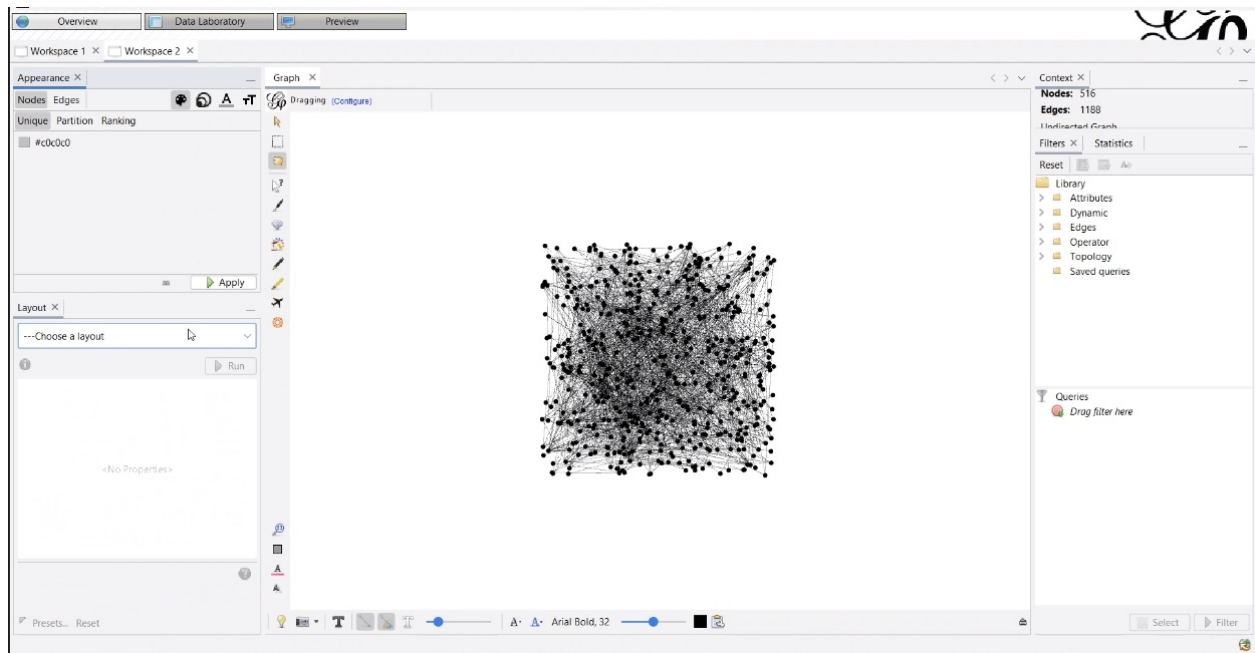 Overview
Data Laboratory
Preview
Workspace 1
Workspace 2
Appearance
Nodes Edges
Unique Partition Ranking
#c0c0c0
Apply
Layout
---Choose a layout
Run
<No Properties>
Presets... Reset
Graph
Dragging (Configure)
Arial Bold, 32
Context
Nodes: 516
Edges: 1188
Undirected Graph
Filters Statistics
Reset
Library
Attributes
Dynamic
Edges
Operator
Topology
Saved queries
Queries
Drag filter here
Select
Filter